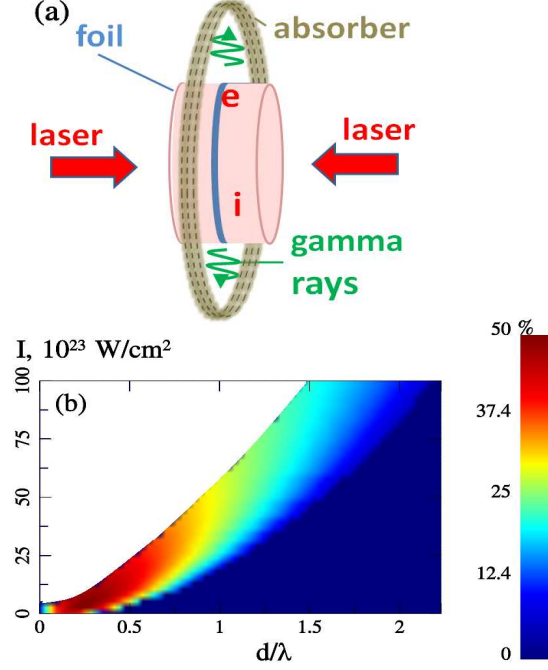 (a)
absorber
foil
e
laser
laser
i
gamma
rays
I, 10²³ W/cm²
50 %
100
(b)
75
37.4
50
25
25
12.4
0
0
0
0.5
1
1.5
2
d/λ